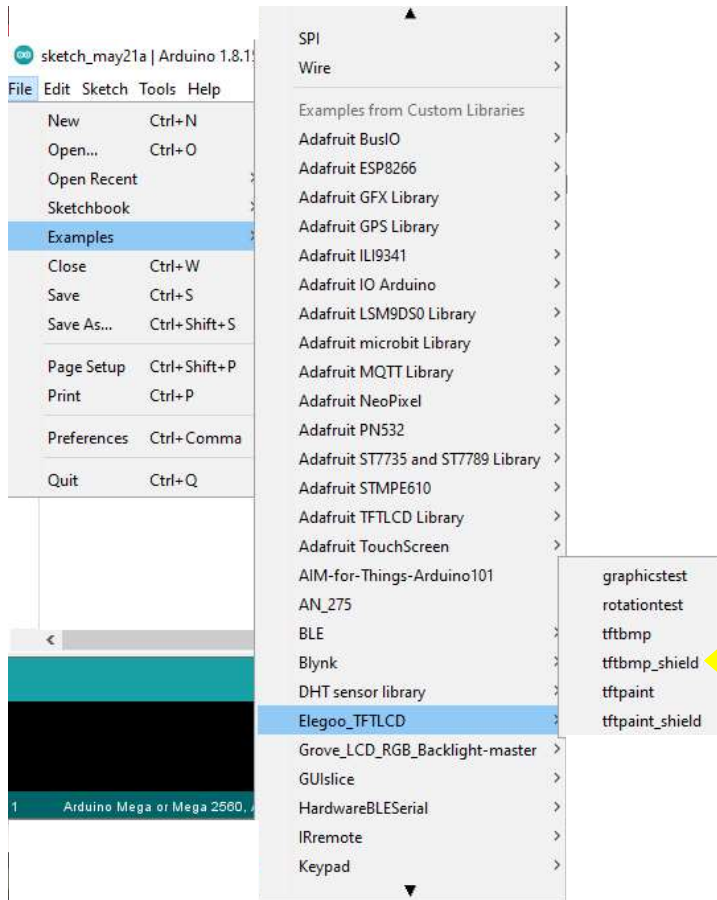 sketch_may21a | Arduino 1.8.1
File Edit Sketch Tools Help
New Ctrl+N
Open... Ctrl+O
Open Recent
Sketchbook
Examples
Close Ctrl+W
Save Ctrl+S
Save As... Ctrl+Shift+S
Page Setup Ctrl+Shift+P
Print Ctrl+P
Preferences Ctrl+Comma
Quit Ctrl+Q
1 Arduino Mega or Mega 2560,
SPI
Wire
Examples from Custom Libraries
Adafruit BusIO
Adafruit ESP8266
Adafruit GFX Library
Adafruit GPS Library
Adafruit ILI9341
Adafruit IO Arduino
Adafruit LSM9DS0 Library
Adafruit microbit Library
Adafruit MQTT Library
Adafruit NeoPixel
Adafruit PN532
Adafruit ST7735 and ST7789 Library
Adafruit STMPE610
Adafruit TFTLCD Library
Adafruit TouchScreen
AIM-for-Things-Arduino101
AN_275
BLE
Blynk
DHT sensor library
Elegoo_TFTLCD
Grove_LCD_RGB_Backlight-master
GUIslice
HardwareBLESerial
IRremote
Keypad
graphicstest
rotationtest
tftbmp
tftbmp_shield
tftpaint
tftpaint_shield